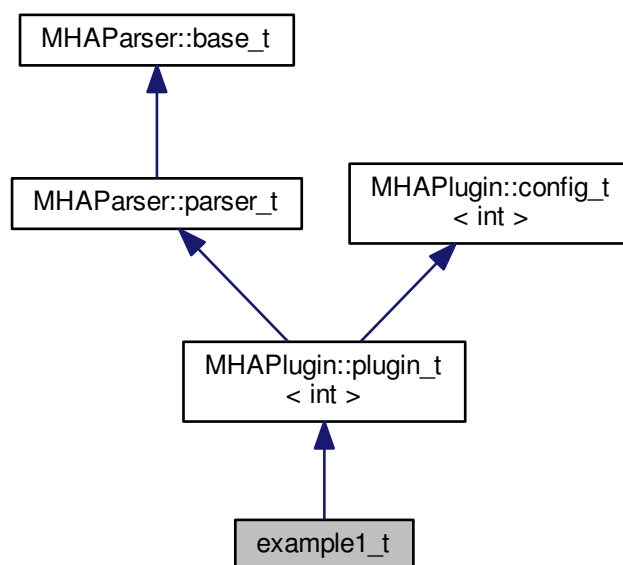 MHAParser::base_t
MHAParser::parser_t
MHAPlugin::config_t
< int >
MHAPlugin::plugin_t
< int >
example1_t